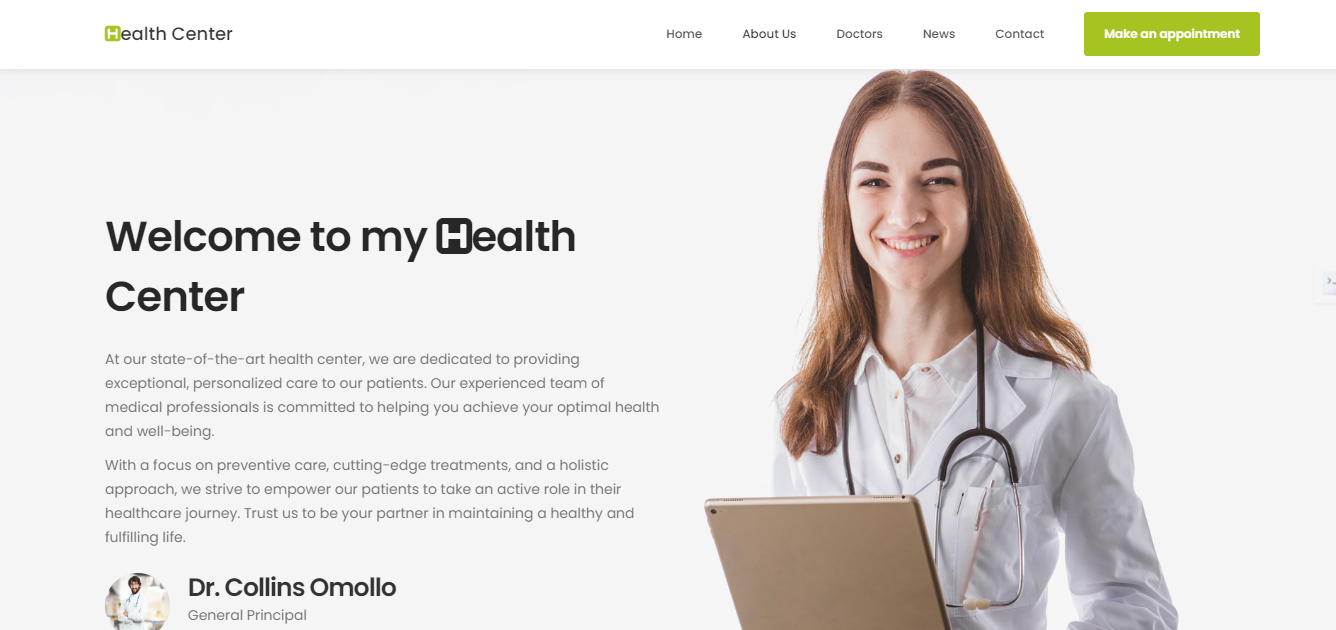 Health Center
Home
About Us
Doctors
News
Contact
Make an appointment
Welcome to my Health
Center
At our state-of-the-art health center, we are dedicated to providing
exceptional, personalized care to our patients. Our experienced team of
medical professionals is committed to helping you achieve your optimal health
and well-being.
With a focus on preventive care, cutting-edge treatments, and a holistic
approach, we strive to empower our patients to take an active role in their
healthcare journey. Trust us to be your partner in maintaining a healthy and
fulfilling life.
Dr. Collins Omollo
General Principal